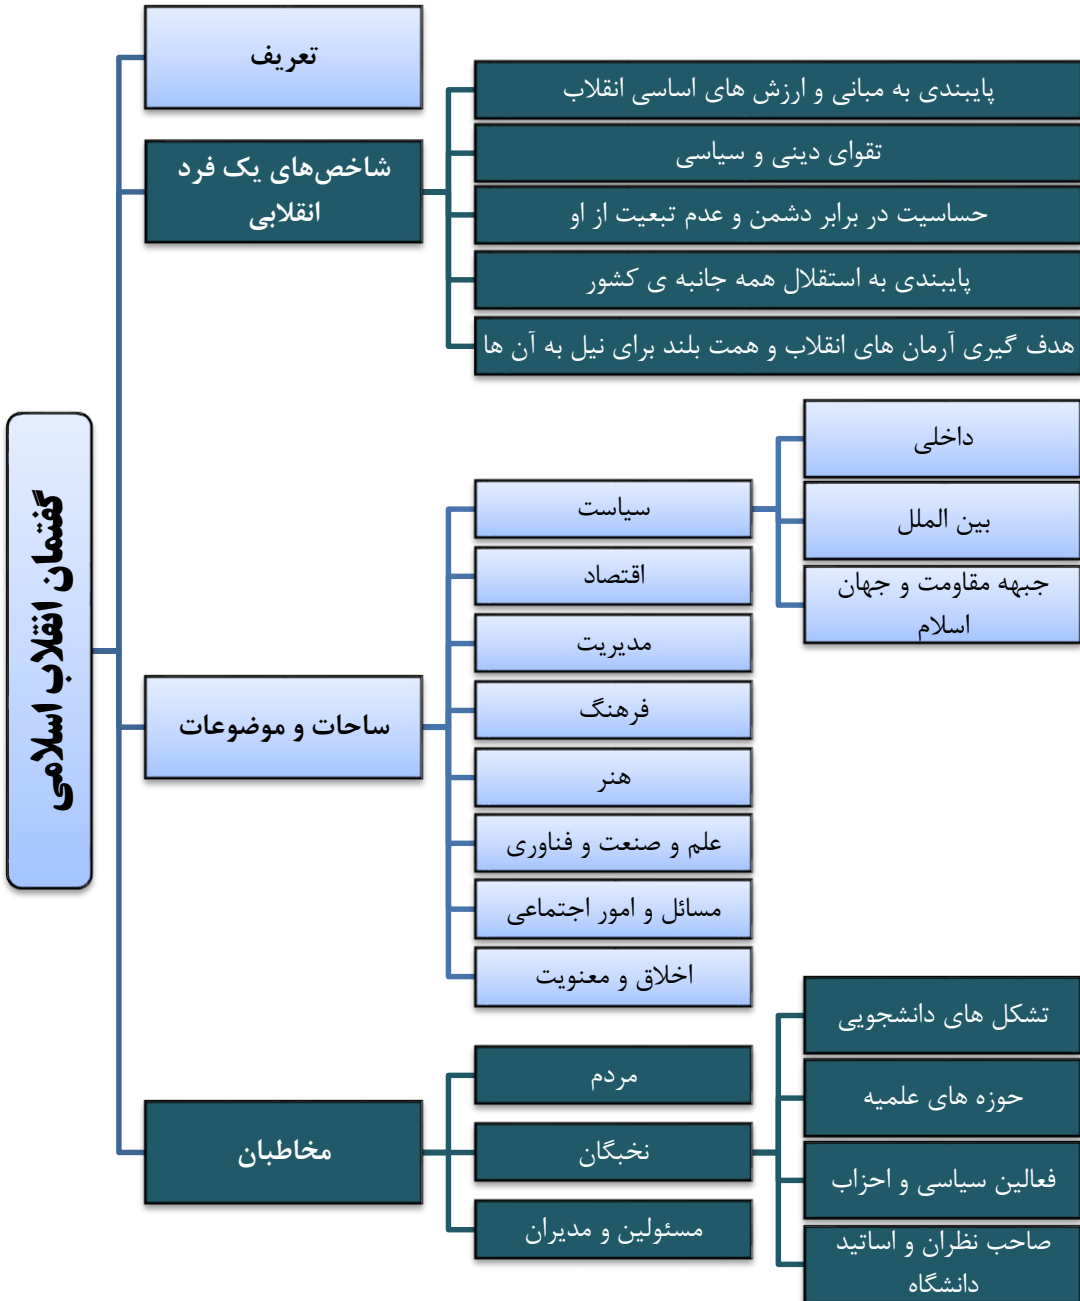 گفتمان انقلاب اسلامی
تعریف
شاخص‌های یک فرد
انقلابی
پایبندی به مبانی و ارزش های اساسی انقلاب
تقوای دینی و سیاسی
حساسیت در برابر دشمن و عدم تبعیت از او
پایبندی به استقلال همه جانبه ی کشور
هدف گیری آرمان های انقلاب و همت بلند برای نیل به آن ها
ساحات و موضوعات
سیاست
داخلی
بین الملل
جبهه مقاومت و جهان
اسلام
اقتصاد
مدیریت
فرهنگ
هنر
علم و صنعت و فناوری
مسائل و امور اجتماعی
اخلاق و معنویت
مخاطبان
مردم
نخبگان
تشکل های دانشجویی
حوزه های علمیه
فعالین سیاسی و احزاب
صاحب نظران و اساتید
دانشگاه
مسئولین و مدیران